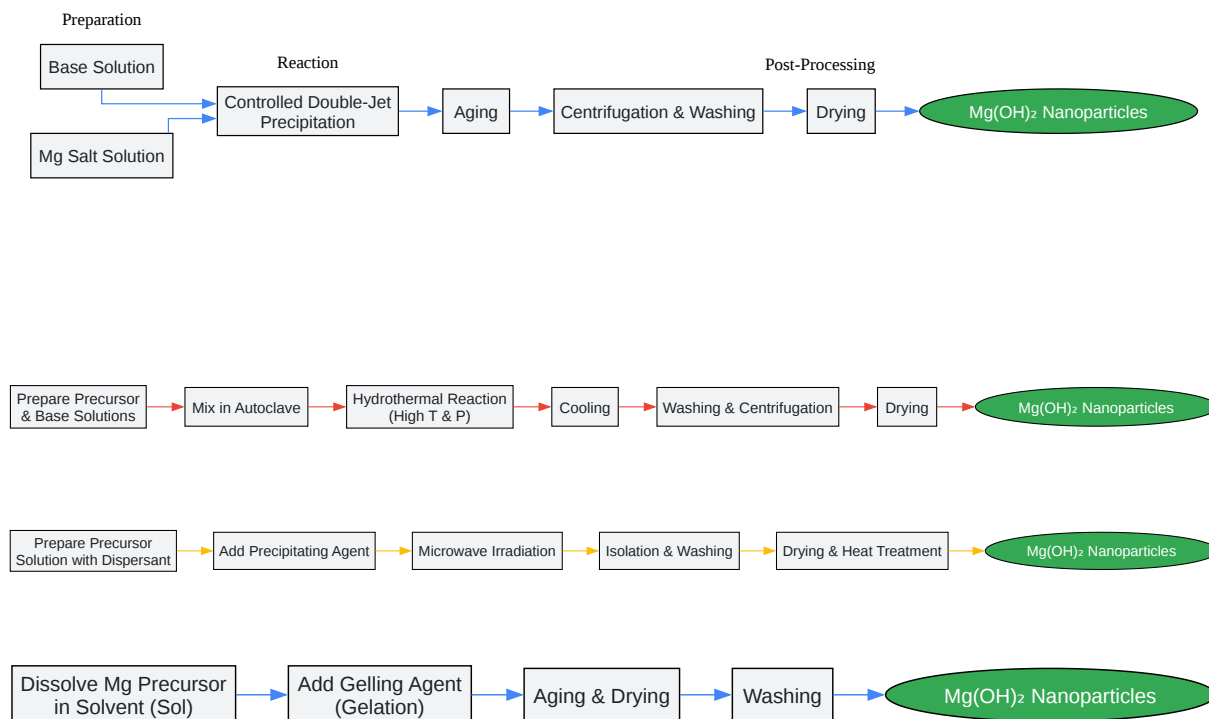 Preparation
Base Solution
Mg Salt Solution
Reaction
Controlled Double-Jet
Precipitation
Aging
Post-Processing
Centrifugation & Washing
Drying
Mg(OH)₂ Nanoparticles
Prepare Precursor
& Base Solutions
Mix in Autoclave
Hydrothermal Reaction
(High T & P)
Cooling
Washing & Centrifugation
Drying
Mg(OH)₂ Nanoparticles
Prepare Precursor
Solution with Dispersant
Add Precipitating Agent
Microwave Irradiation
Isolation & Washing
Drying & Heat Treatment
Mg(OH)₂ Nanoparticles
Dissolve Mg Precursor
in Solvent (Sol)
Add Gelling Agent
(Gelation)
Aging & Drying
Washing
Mg(OH)₂ Nanoparticles